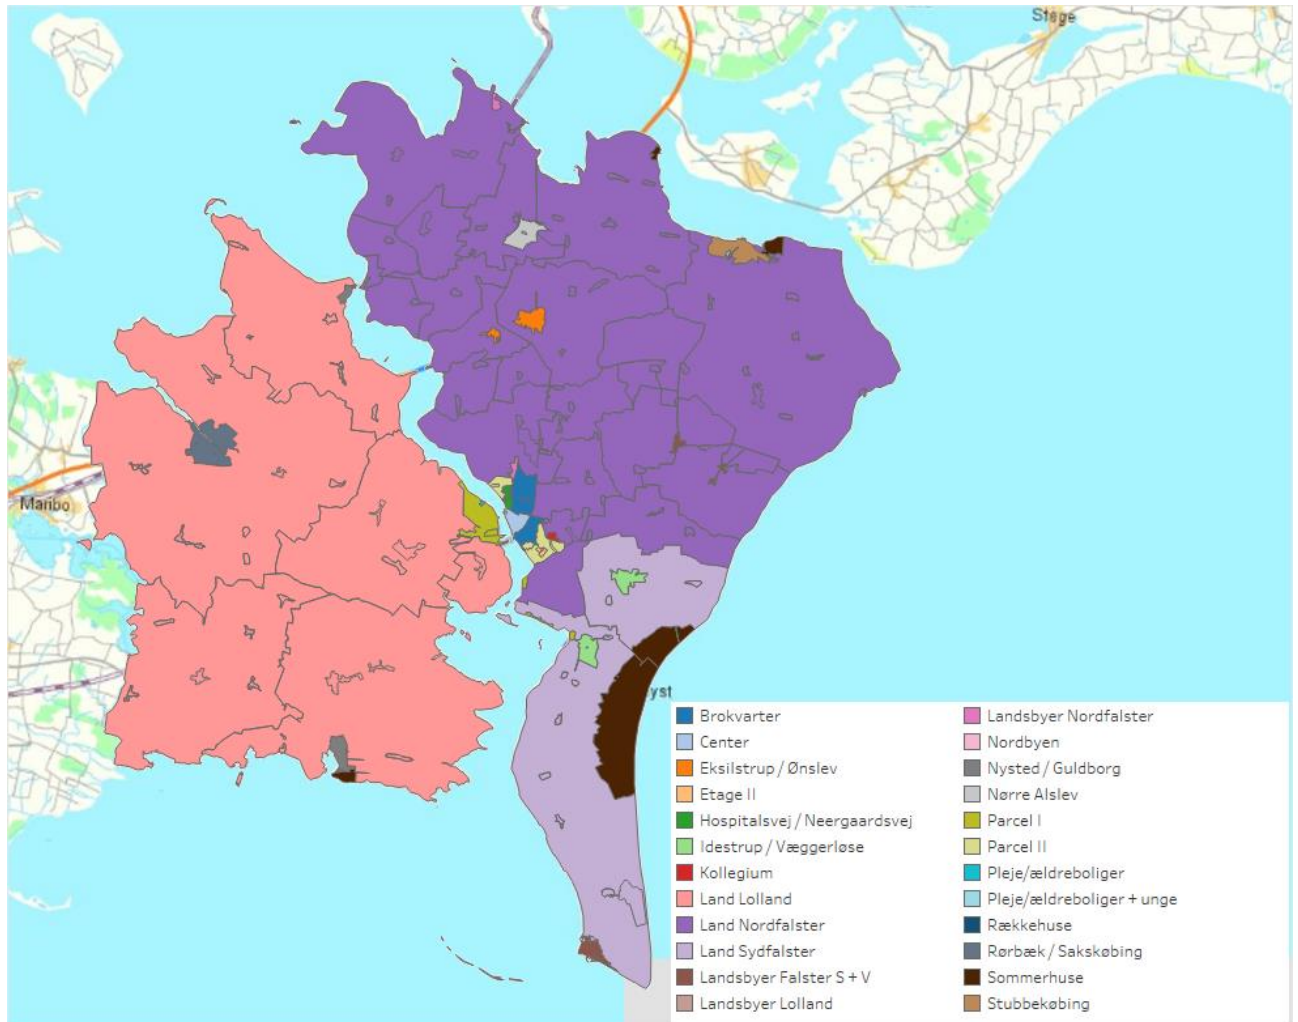 Stege
Maribo
yst
Brokvarter
Center
Eksilstrup / Ønslev
Etage II
Hospitalsvej / Neergaardsvej
Idestrup / Væggerløse
Kollegium
Land Lolland
Land Nordfalster
Land Sydfalster
Landsbyer Falster S + V
Landsbyer Lolland
Landsbyer Nordfalster
Nordbyen
Nysted / Guldborg
Nørre Alslev
Parcel I
Parcel II
Pleje/ældreboliger
Pleje/ældreboliger + unge
Rækkehuse
Rørbæk / Sakskøbing
Sommerhuse
Stubbekøbing